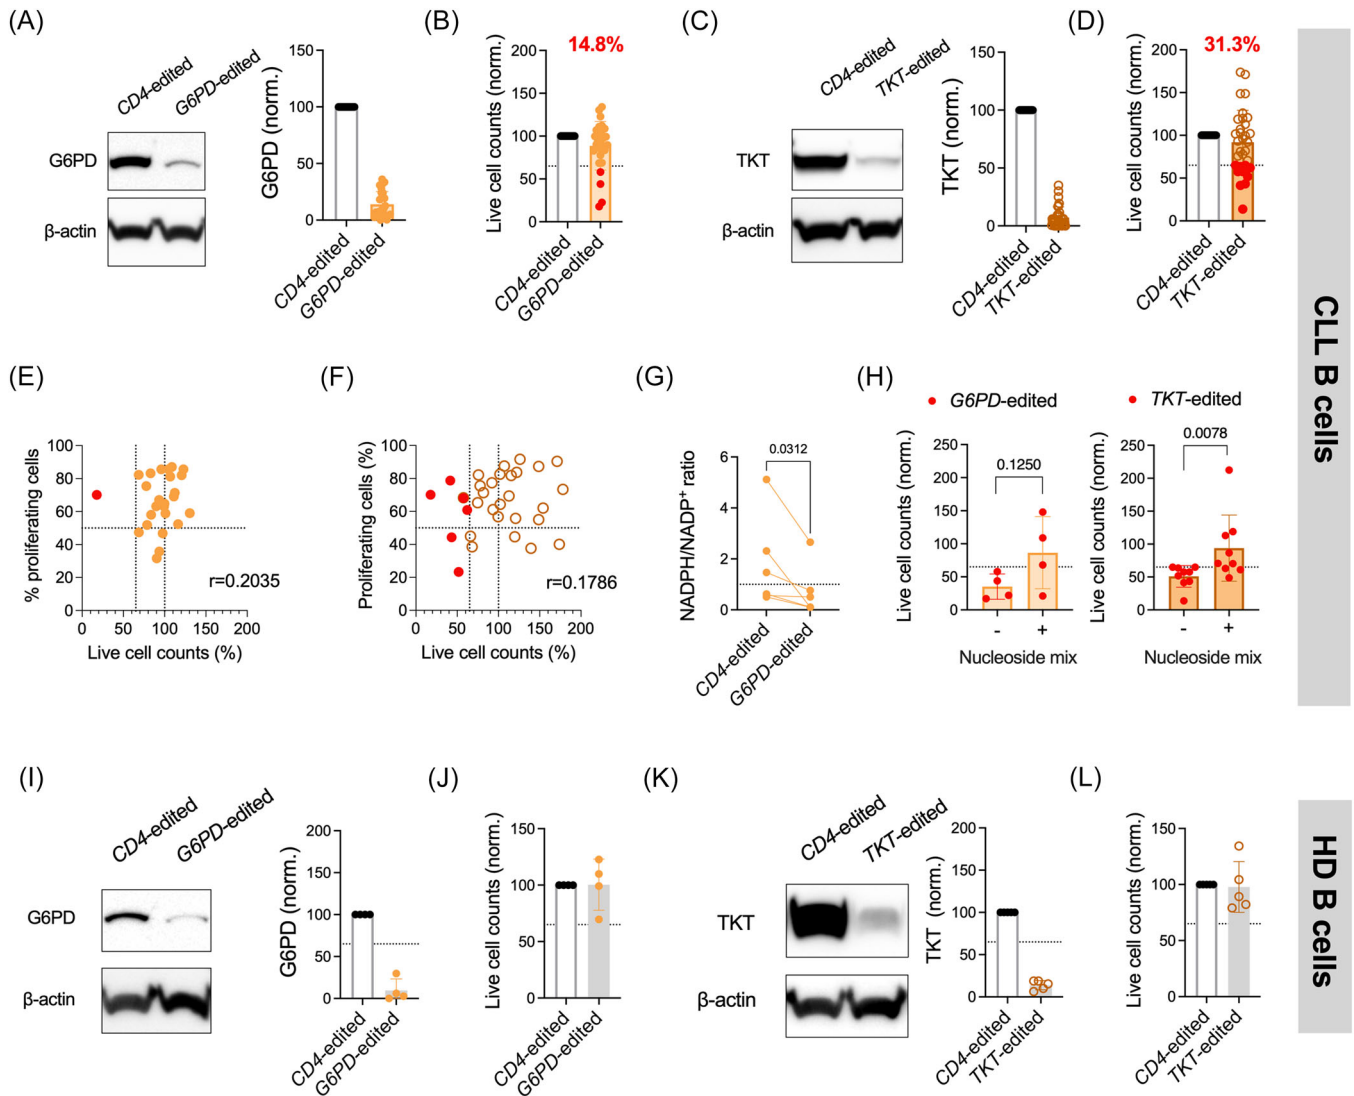 (A)
CD4-edited
G6PD-edited
G6PD
β-actin
G6PD (norm.)
150
100
50
0
CD4-edited
G6PD-edited
(B)
14.8%
Live cell counts (norm.)
200
150
100
50
0
CD4-edited
G6PD-edited
(C)
CD4-edited
TKT-edited
TKT
β-actin
TKT (norm.)
150
100
50
0
CD4-edited
TKT-edited
(D)
31.3%
Live cell counts (norm.)
200
150
100
50
0
CD4-edited
TKT-edited
CLL B cells
(E)
% proliferating cells
100
80
60
40
20
0
r=0.2035
0 50 100 150 200
Live cell counts (%)
(F)
Proliferating cells (%)
100
80
60
40
20
0
r=0.1786
0 50 100 150 200
Live cell counts (%)
(G)
NADPH/NADP+ ratio
6
4
2
0
0.0312
CD4-edited
G6PD-edited
(H)
G6PD-edited
Live cell counts (norm.)
250
200
150
100
50
0
0.1250
- +
Nucleoside mix
TKT-edited
Live cell counts (norm.)
250
200
150
100
50
0
0.0078
- +
Nucleoside mix
(I)
CD4-edited
G6PD-edited
G6PD
β-actin
G6PD (norm.)
200
150
100
50
0
CD4-edited
G6PD-edited
(J)
Live cell counts (norm.)
150
100
50
0
CD4-edited
G6PD-edited
(K)
CD4-edited
TKT-edited
TKT
β-actin
TKT (norm.)
200
150
100
50
0
CD4-edited
TKT-edited
(L)
Live cell counts (norm.)
150
100
50
0
CD4-edited
TKT-edited
HD B cells